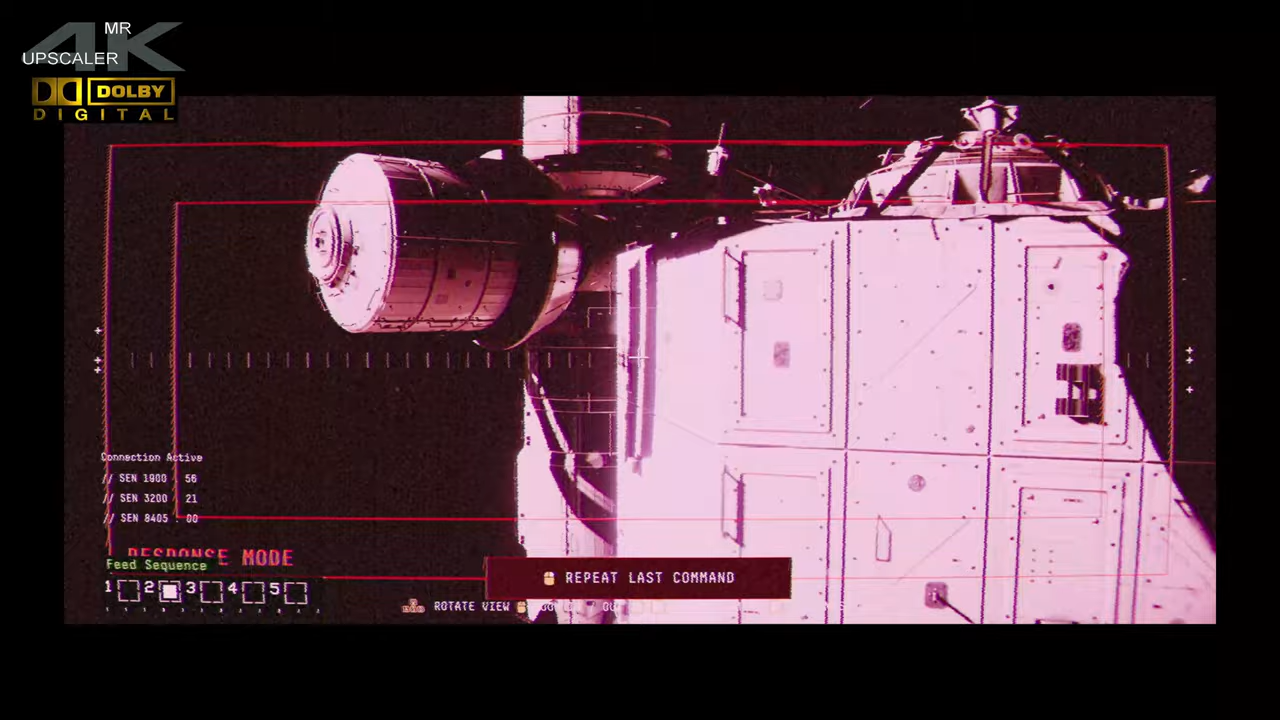 4K
MR
UPSCALER
DOLBY
DIGITAL
Connection Active
// SEN 1900 : 56
// SEN 3200 : 21
// SEN 8405 : 00
RESPONSE MODE
Feed Sequence
1 2 3 4 5
REPEAT LAST COMMAND
ROTATE VIEW